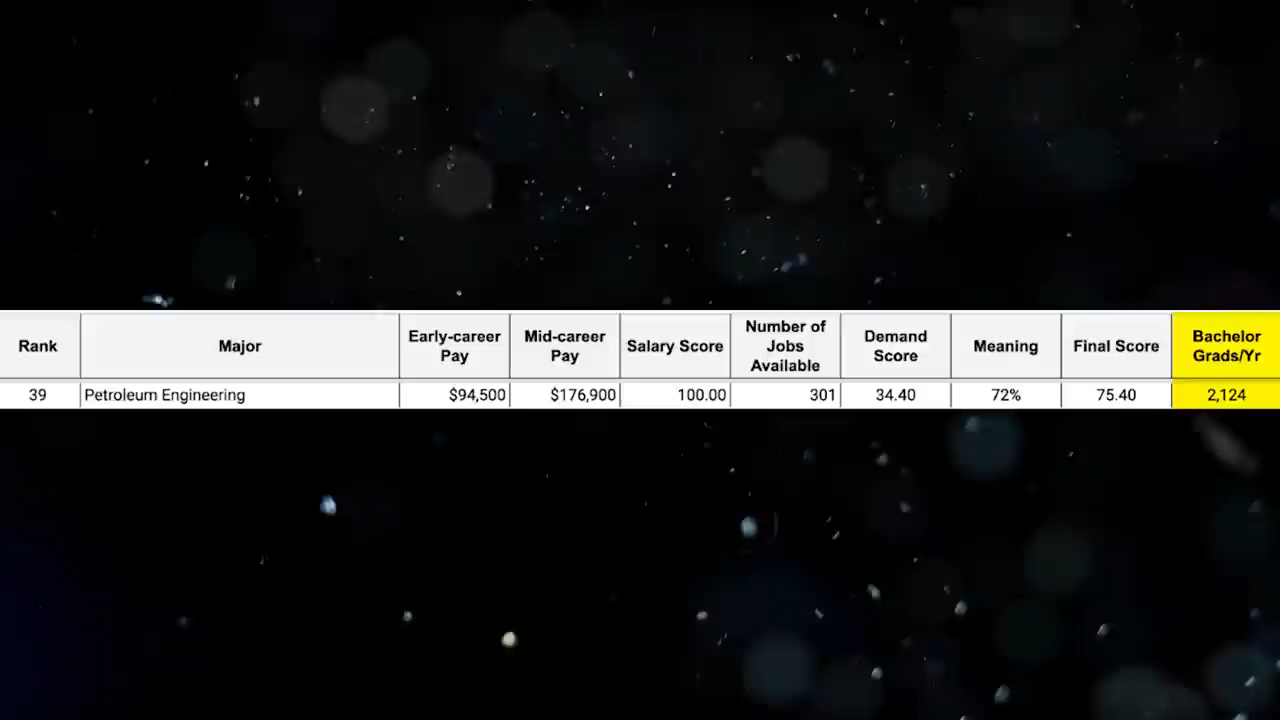 Rank Major Early-career Pay Mid-career Pay Salary Score Number of Jobs Available Demand Score Meaning Final Score Bachelor Grads/Yr
39 Petroleum Engineering $94,500 $176,900 100.00 301 34.40 72% 75.40 2,124